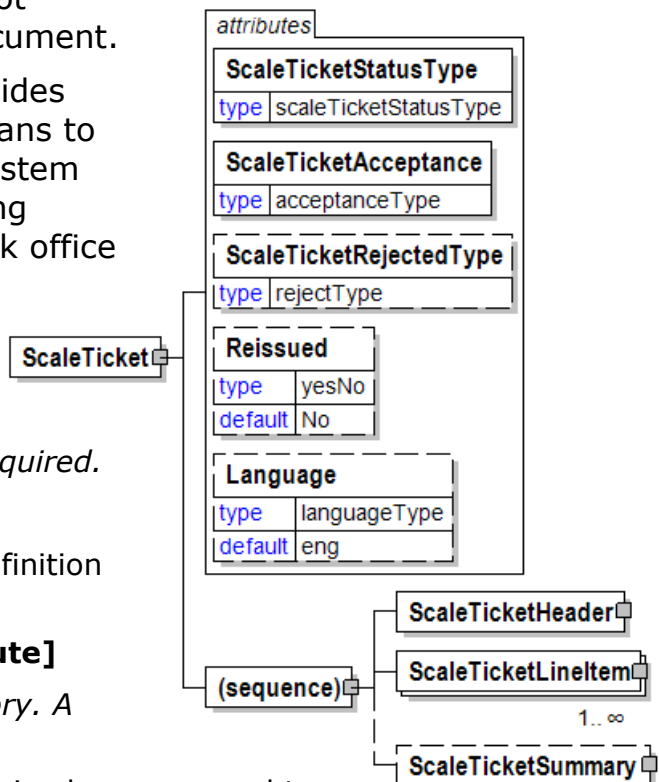 cument.
ides
ans to
stem
ng
k office
quired.
finition
ute]
ry. A
attributes
ScaleTicketStatusType
type scaleTicketStatusType
ScaleTicketAcceptance
type acceptanceType
ScaleTicketRejectedType
type rejectType
ScaleTicket
Reissued
type yesNo
default No
Language
type languageType
default eng
(sequence)
ScaleTicketHeader
ScaleTicketLineItem
1.. ∞
ScaleTicketSummary